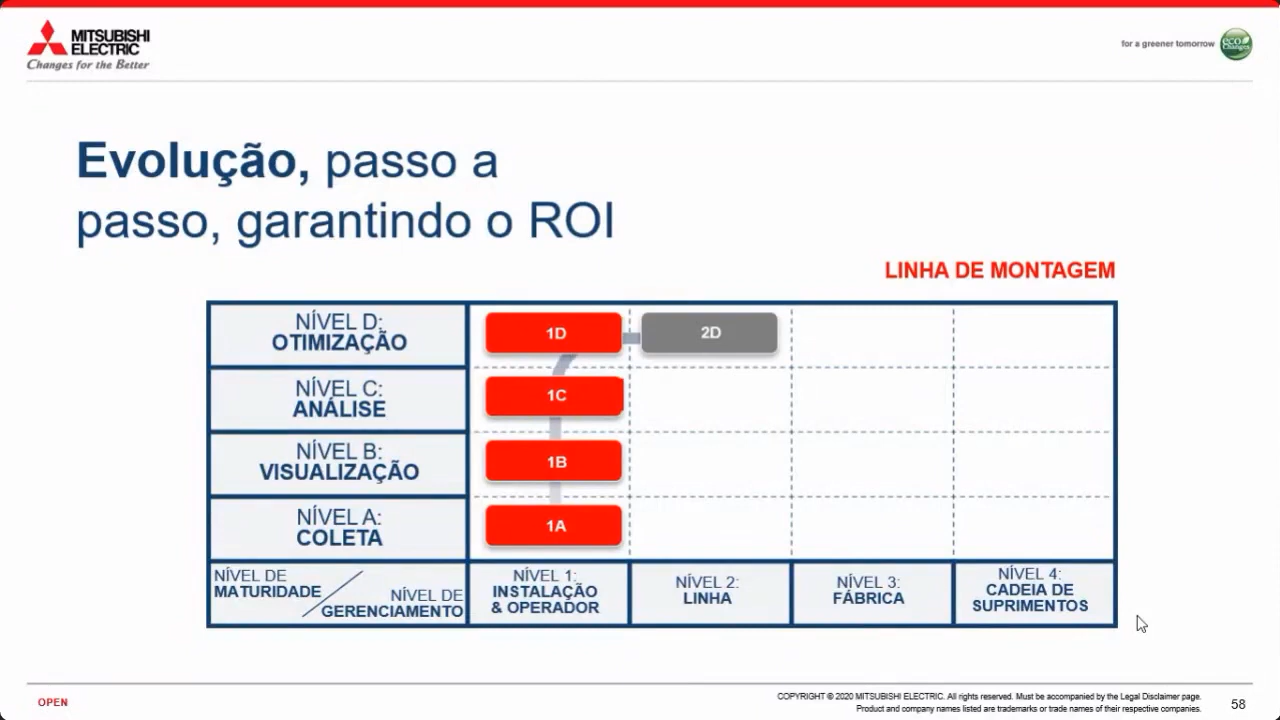 MITSUBISHI
ELECTRIC
Changes for the Better
for a greener tomorrow
eco
Changes
Evolução, passo a
passo, garantindo o ROI
LINHA DE MONTAGEM
NÍVEL D:
OTIMIZAÇÃO
1D
2D
NÍVEL C:
ANÁLISE
1C
NÍVEL B:
VISUALIZAÇÃO
1B
NÍVEL A:
COLETA
1A
NÍVEL DE
MATURIDADE
NÍVEL DE
GERENCIAMENTO
NÍVEL 1:
INSTALAÇÃO
& OPERADOR
NÍVEL 2:
LINHA
NÍVEL 3:
FÁBRICA
NÍVEL 4:
CADEIA DE
SUPRIMENTOS
OPEN
COPYRIGHT © 2020 MITSUBISHI ELECTRIC. All rights reserved. Must be accompanied by the Legal Disclaimer page.
Product and company names listed are trademarks or trade names of their respective companies.
58